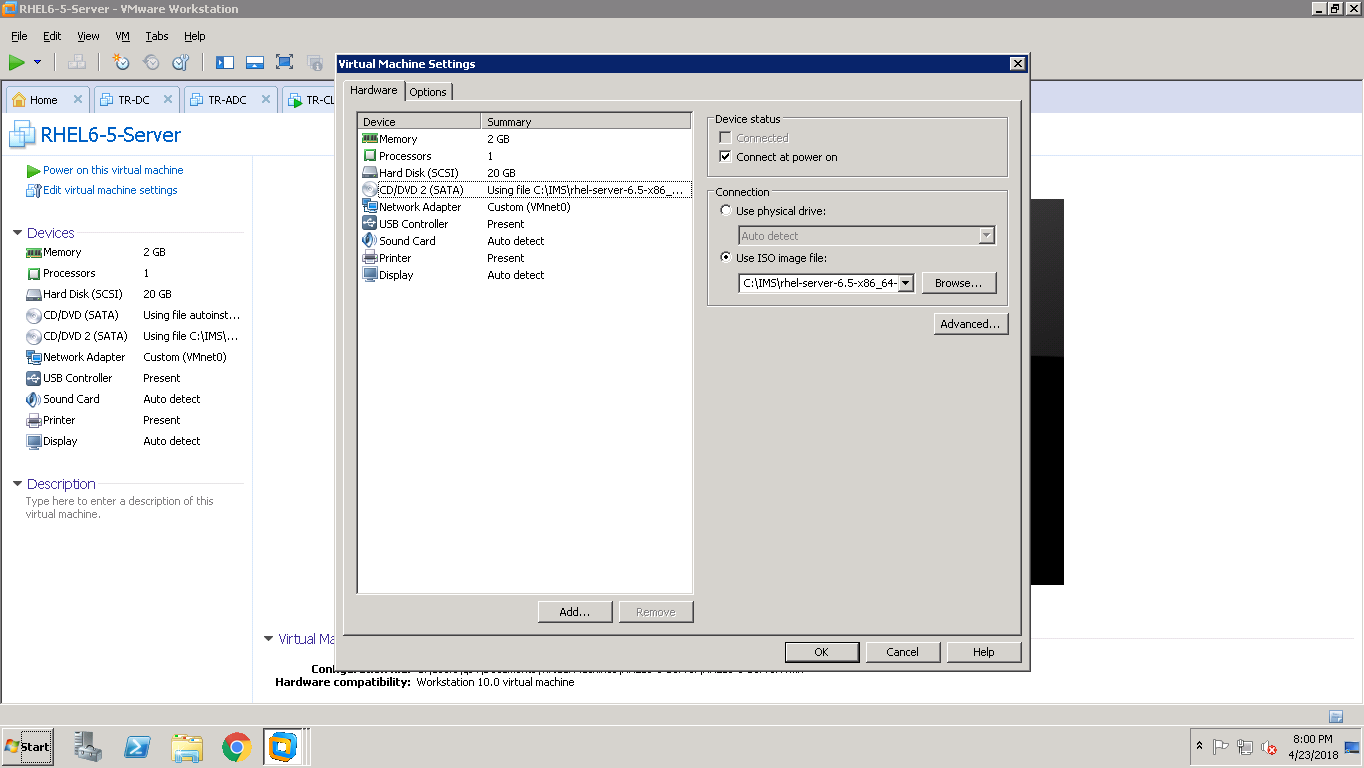 RHEL6-5-Server - VMware Workstation
File Edit View VM Tabs Help
Home TR-DC TR-ADC TR-CL
RHEL6-5-Server
Power on this virtual machine
Edit virtual machine settings
Devices
Memory 2 GB
Processors 1
Hard Disk (SCSI) 20 GB
CD/DVD (SATA) Using file autoinst...
CD/DVD 2 (SATA) Using file C:\IMS\...
Network Adapter Custom (VMnet0)
USB Controller Present
Sound Card Auto detect
Printer Present
Display Auto detect
Description
Type here to enter a description of this
virtual machine.
Virtual Machine Settings
Hardware Options
Device Summary
Memory 2 GB
Processors 1
Hard Disk (SCSI) 20 GB
CD/DVD 2 (SATA) Using file C:\IMS\rhel-server-6.5-x86_...
Network Adapter Custom (VMnet0)
USB Controller Present
Sound Card Auto detect
Printer Present
Display Auto detect
Add... Remove
Device status
Connected
Connect at power on
Connection
Use physical drive:
Auto detect
Use ISO image file:
C:\IMS\rhel-server-6.5-x86_64- Browse...
Advanced...
OK Cancel Help
Virtual Ma
Hardware compatibility: Workstation 10.0 virtual machine
Start
8:00 PM
4/23/2018